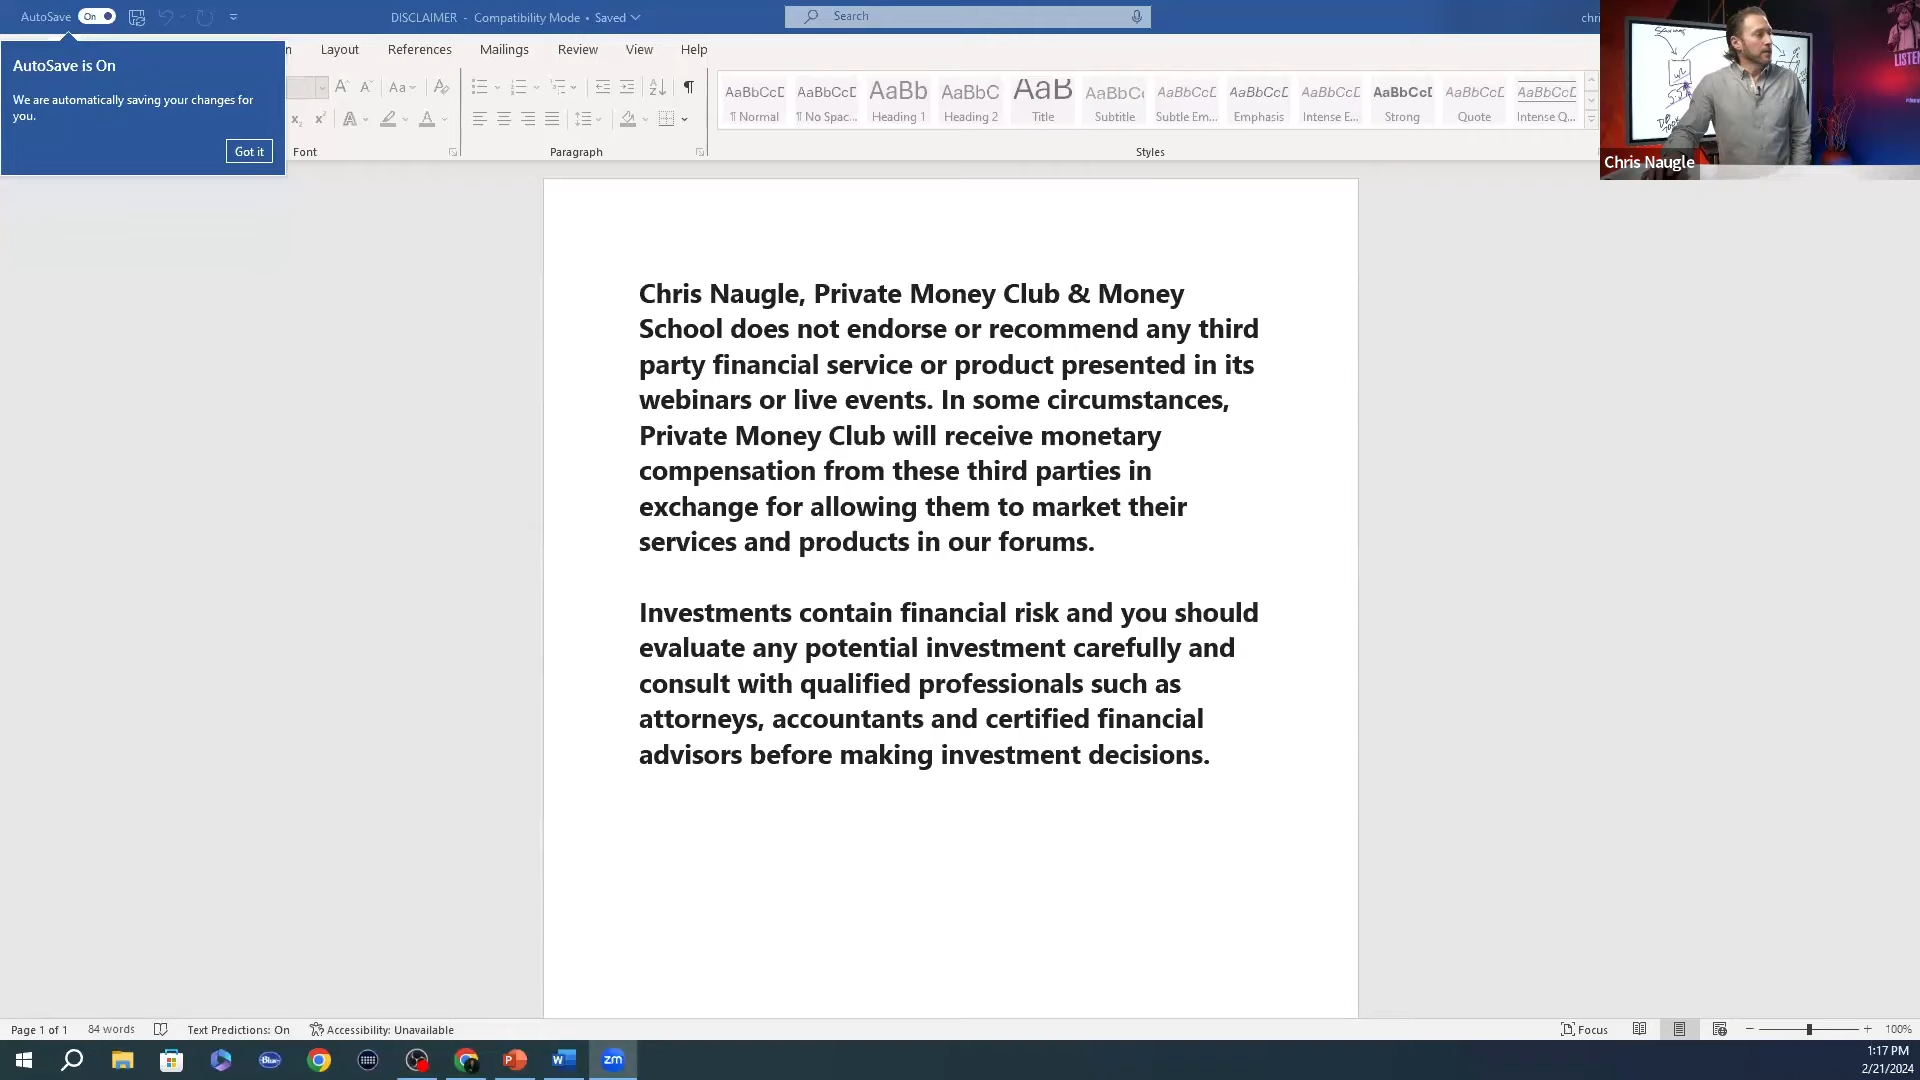 AutoSave On DISCLAIMER - Compatibility Mode • Saved Search chri
Layout References Mailings Review View Help
AutoSave is On
We are automatically saving your changes for
you.
Got it
AaBbCcD AaBbCcD AaBb AaBbC AaB AaBbCc AaBbCcD AaBbCcD AaBbCcD AaBbCcD AaBbCcD AaBbCcD
¶ Normal ¶ No Spac... Heading 1 Heading 2 Title Subtitle Subtle Em... Emphasis Intense E... Strong Quote Intense Q...
Font Paragraph Styles
LISTEN
Chris Naugle
Chris Naugle, Private Money Club & Money
School does not endorse or recommend any third
party financial service or product presented in its
webinars or live events. In some circumstances,
Private Money Club will receive monetary
compensation from these third parties in
exchange for allowing them to market their
services and products in our forums.
Investments contain financial risk and you should
evaluate any potential investment carefully and
consult with qualified professionals such as
attorneys, accountants and certified financial
advisors before making investment decisions.
Page 1 of 1 84 words Text Predictions: On Accessibility: Unavailable Focus 100%
Blue zm
1:17 PM
2/21/2024